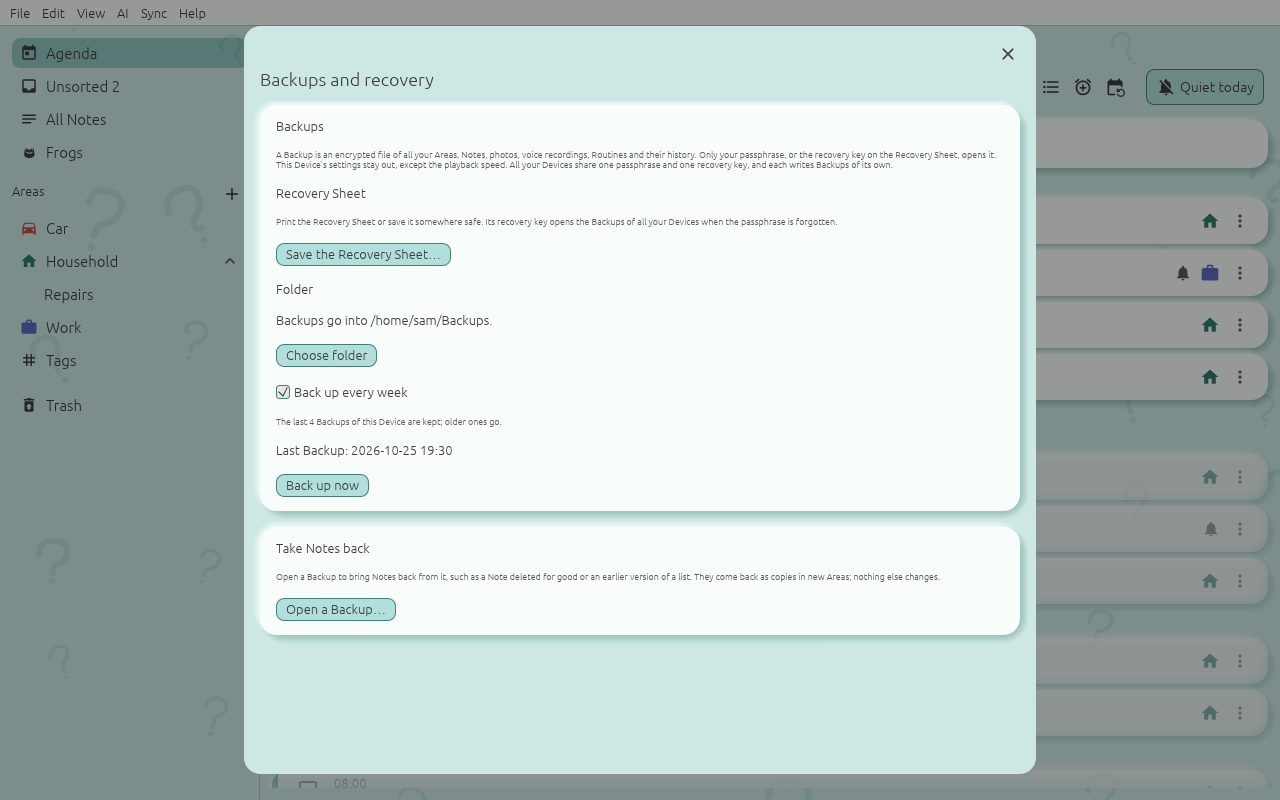 File Edit View AI Sync Help
Agenda
Unsorted 2
All Notes
Frogs
Areas
Car
Household
Repairs
Work
Tags
Trash
Quiet today
Backups and recovery
Backups
A Backup is an encrypted file of all your Areas, Notes, photos, voice recordings, Routines and their history. Only your passphrase, or the recovery key on the Recovery Sheet, opens it.
This Device's settings stay out, except the playback speed. All your Devices share one passphrase and one recovery key, and each writes Backups of its own.
Recovery Sheet
Print the Recovery Sheet or save it somewhere safe. Its recovery key opens the Backups of all your Devices when the passphrase is forgotten.
Save the Recovery Sheet…
Folder
Backups go into /home/sam/Backups.
Choose folder
Back up every week
The last 4 Backups of this Device are kept; older ones go.
Last Backup: 2026-10-25 19:30
Back up now
Take Notes back
Open a Backup to bring Notes back from it, such as a Note deleted for good or an earlier version of a list. They come back as copies in new Areas; nothing else changes.
Open a Backup…
08:00